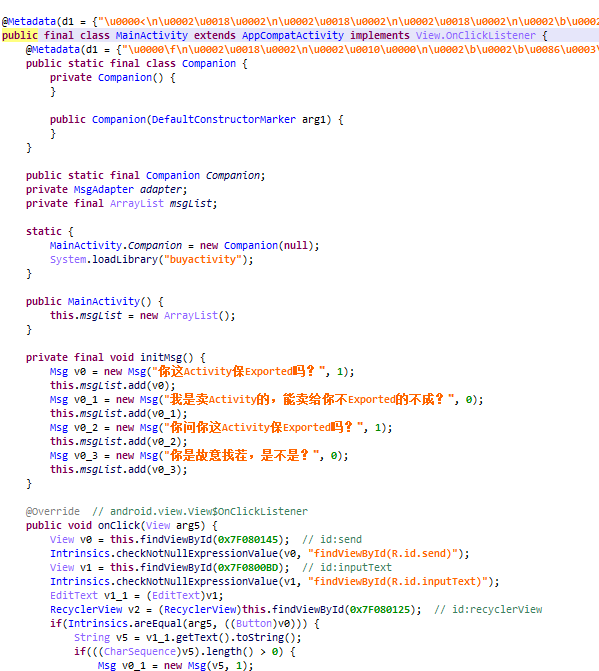 @Metadata(d1 = {"\u0000<\n\u0002\u0018\u0002\n\u0002\u0018\u0002\n\u0002\u0018\u0002\n\u0002\b\u0002
public final class MainActivity extends AppCompatActivity implements View.OnClickListener {
@Metadata(d1 = {"\u0000\f\n\u0002\u0018\u0002\n\u0002\u0010\u0000\n\u0002\b\u0002\b\u0086\u0003\
public static final class Companion {
private Companion() {
}
public Companion(DefaultConstructorMarker arg1) {
}
}
public static final Companion Companion;
private MsgAdapter adapter;
private final ArrayList msgList;
static {
MainActivity.Companion = new Companion(null);
System.loadLibrary("buyactivity");
}
public MainActivity() {
this.msgList = new ArrayList();
}
private final void initMsg() {
Msg v0 = new Msg("你这Activity保Exported吗？", 1);
this.msgList.add(v0);
Msg v0_1 = new Msg("我是卖Activity的，能卖给你不Exported的不成？", 0);
this.msgList.add(v0_1);
Msg v0_2 = new Msg("你问你这Activity保Exported吗？", 1);
this.msgList.add(v0_2);
Msg v0_3 = new Msg("你是故意找茬，是不是？", 0);
this.msgList.add(v0_3);
}
@Override  // android.view.View$OnClickListener
public void onClick(View arg5) {
View v0 = this.findViewById(0x7F080145);  // id:send
Intrinsics.checkNotNullExpressionValue(v0, "findViewById(R.id.send)");
View v1 = this.findViewById(0x7F0800BD);  // id:inputText
Intrinsics.checkNotNullExpressionValue(v1, "findViewById(R.id.inputText)");
EditText v1_1 = (EditText)v1;
RecyclerView v2 = (RecyclerView)this.findViewById(0x7F080125);  // id:recyclerView
if(Intrinsics.areEqual(arg5, ((Button)v0))) {
String v5 = v1_1.getText().toString();
if(((CharSequence)v5).length() > 0) {
Msg v0_1 = new Msg(v5, 1);